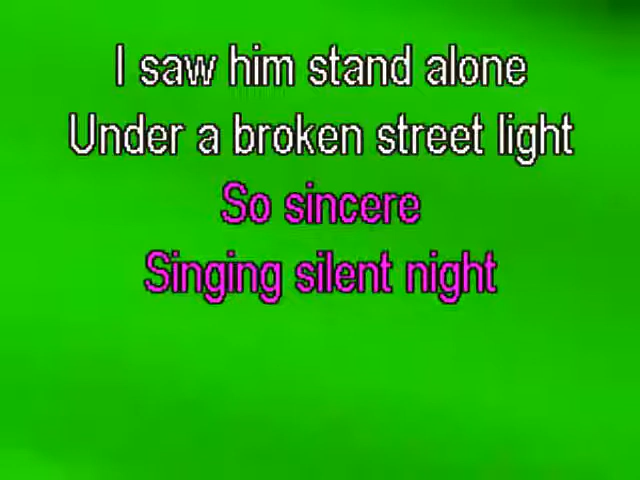 I saw him stand alone
Under a broken street light
So sincere
Singing silent night